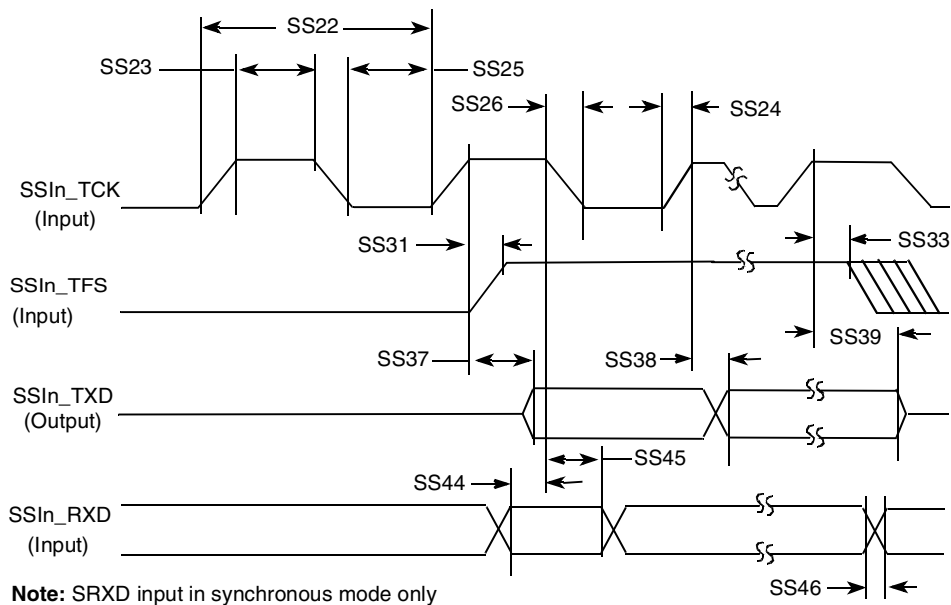 SS22
SS23
SS25
SS26
SS24
SSIn_TCK
(Input)
SS31
SS33
SSIn_TFS
(Input)
SS39
SS37
SS38
SSIn_TXD
(Output)
SS45
SS44
SSIn_RXD
(Input)
SS46
Note: SRXD input in synchronous mode only